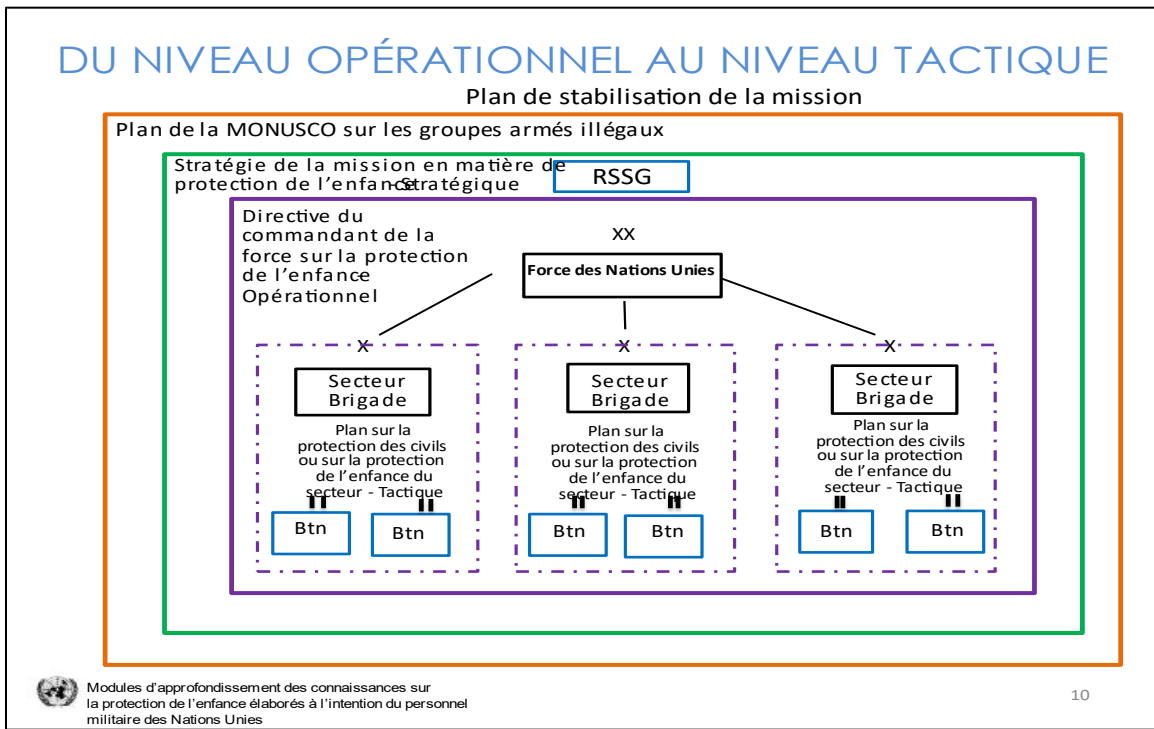 DU NIVEAU OPÉRATIONNEL AU NIVEAU TACTIQUE
Plan de stabilisation de la mission
Plan de la MONUSCO sur les groupes armés illégaux
Stratégie de la mission en matière de
protection de l'enfance - Stratégique
RSSG
Directive du
commandant de la
force sur la protection
de l'enfance -
Opérationnel
XX
Force des Nations Unies
X
Secteur
Brigade
Plan sur la
protection des civils
ou sur la protection
de l'enfance du
secteur - Tactique
II
II
Btn
Btn
X
Secteur
Brigade
Plan sur la
protection des civils
ou sur la protection
de l'enfance du
secteur - Tactique
II
II
Btn
Btn
X
Secteur
Brigade
Plan sur la
protection des civils
ou sur la protection
de l'enfance du
secteur - Tactique
II
II
Btn
Btn
Modules d'approfondissement des connaissances sur
la protection de l'enfance élaborés à l'intention du personnel
militaire des Nations Unies
10